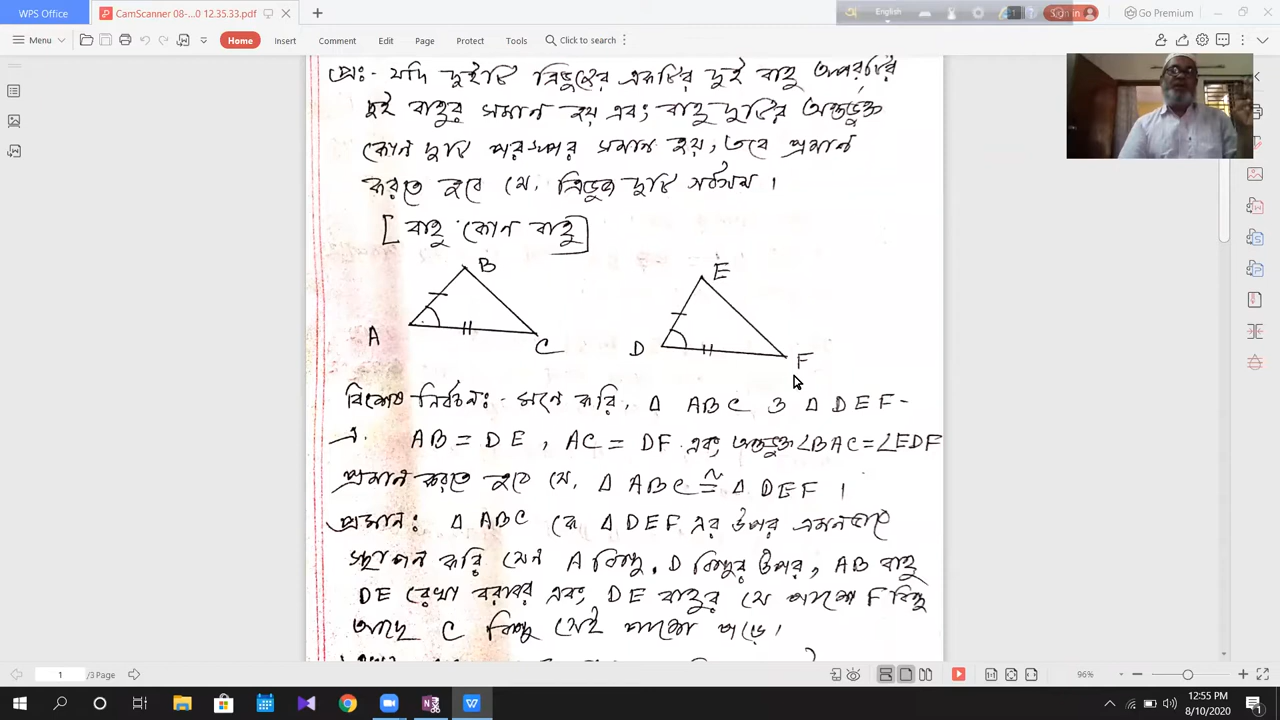 WPS Office
CamScanner 08-...0 12.35.33.pdf
English
Sign in
Go Premium
Menu
Home
Insert
Comment
Edit
Page
Protect
Tools
Click to search
প্রঃ- যদি দুইটি ত্রিভুজের একটির দুই বাহু অপরটির
দুই বাহুর সমান হয় এবং বাহু দুটির অন্তর্ভুক্ত
কোন দুটি পরস্পর সমান হয়, তবে প্রমান
করতে হবে যে, ত্রিভুজ দুটি সর্বসম।
[বাহু কোন বাহু]
B
E
A
C
D
F
বিশেষ নির্বচনঃ- মনে করি, Δ ABC ও Δ DEF-
এ. AB = DE, AC = DF এবং অন্তর্ভুক্ত ∠BAC = ∠EDF
প্রমান করতে হবে যে, Δ ABC ≅ Δ DEF ।
প্রমান: Δ ABC কে Δ DEF এর উপর এমনভাবে
স্থাপন করি যেন A বিন্দু D বিন্দুর উপর, AB বাহু
DE রেখা বরাবর এবং DE বাহুর যে পাশে F বিন্দু
আছে C বিন্দু সেই পাশে পড়ে।
1
/3 Page
96%
12:55 PM
8/10/2020